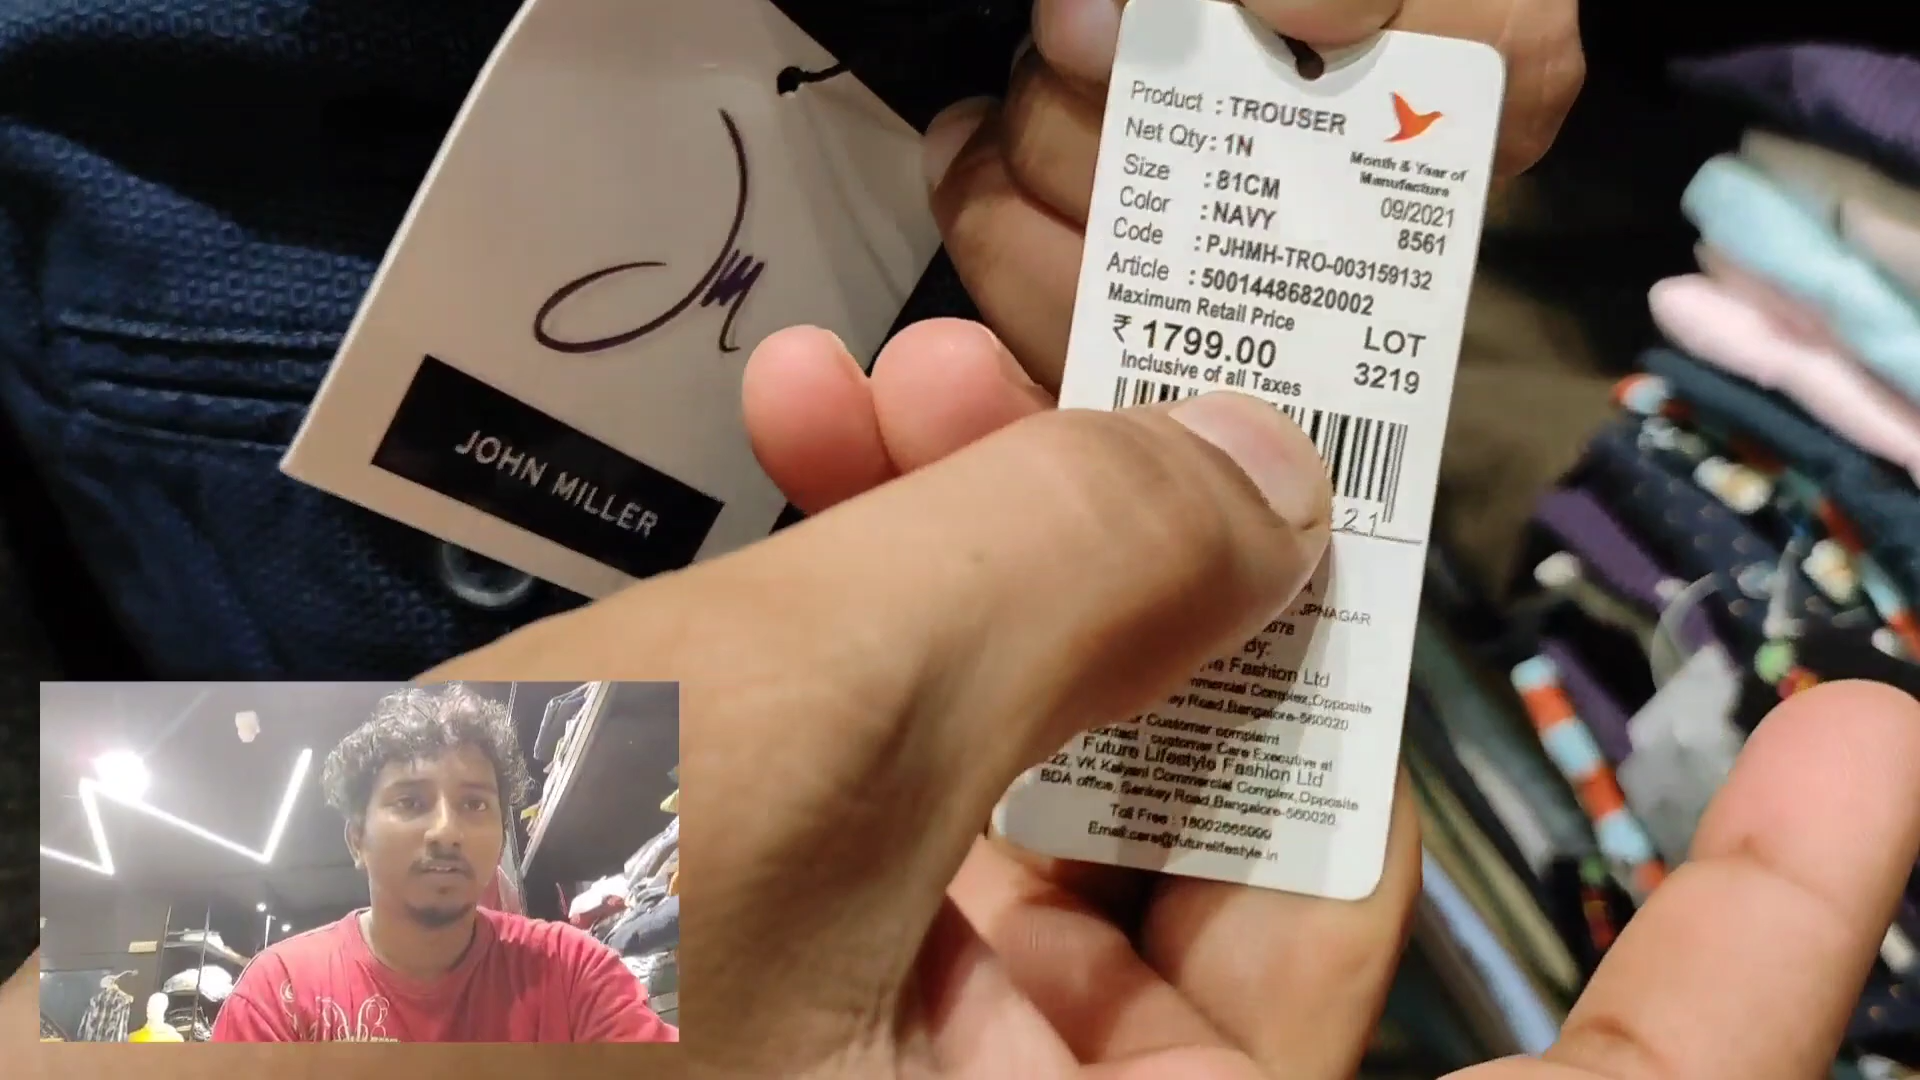 Jm
JOHN MILLER
Product : TROUSER
Net Qty : 1N
Size : 81CM
Color : NAVY
Code : PJHMH-TRO-003159132
Article : 50014486820002
Month & Year of
Manufacture
09/2021
8561
Maximum Retail Price
₹ 1799.00
Inclusive of all Taxes
LOT
3219
21
JPNAGAR
Fashion Ltd
Complex,Opposite
Road,Bangalore-560020
Customer complaint
customer Care Executive at
Future Lifestyle Fashion Ltd
22, VK Kalyani Commercial Complex,Opposite
BDA office, Sankey Road,Bangalore-560020.
Toll Free : 18002665999
Email:care@futurelifestyle.in